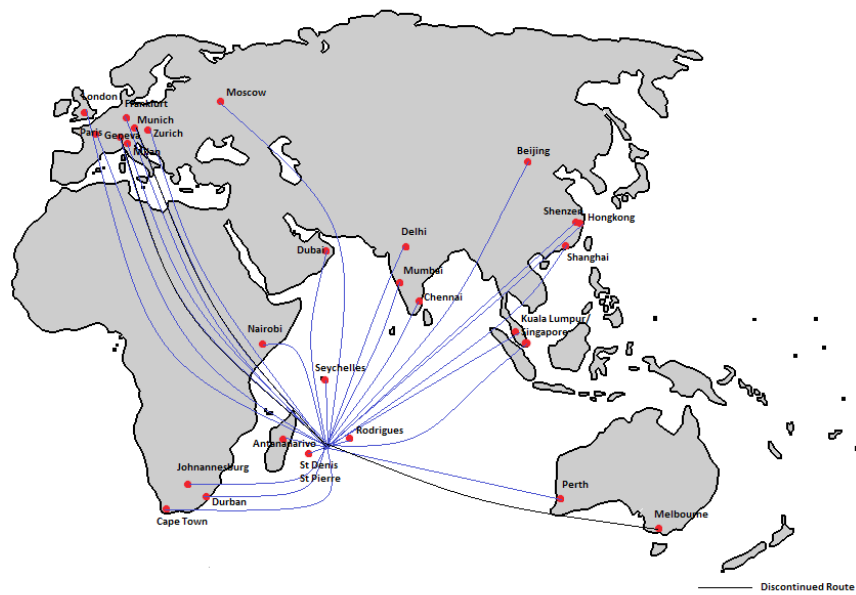 Moscow
London
Frankfort
Munich
Paris
Geneva
Zurich
Milan
Beijing
Shenzen
Hongkong
Delhi
Dubai
Shanghai
Mumbai
Chennai
Kuala Lumpur/
Singapore
Nairobi
Seychelles
Rodrigues
Antananarivo
St Denis
St Pierre
Johnannesburg
Durban
Perth
Cape Town
Melbourne
Discontinued Route